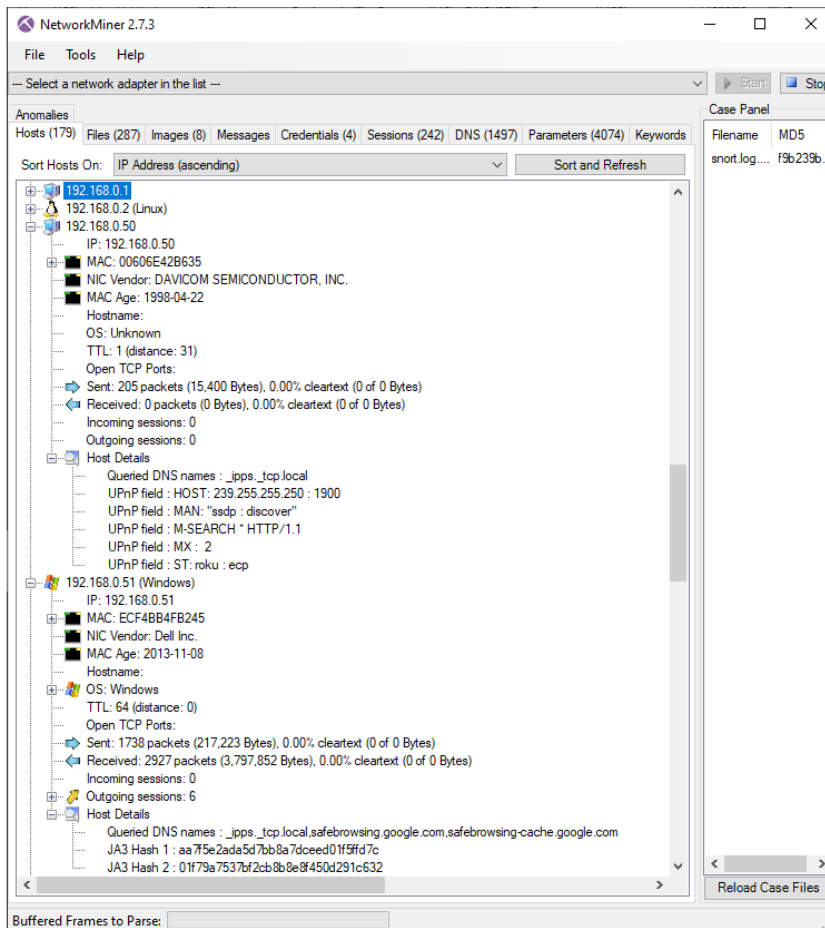 NetworkMiner 2.7.3
File Tools Help
--- Select a network adapter in the list ---
Start
Stop
Anomalies
Hosts (179) Files (287) Images (8) Messages Credentials (4) Sessions (242) DNS (1497) Parameters (4074) Keywords
Sort Hosts On: IP Address (ascending) Sort and Refresh
192.168.0.1
192.168.0.2 (Linux)
192.168.0.50
IP: 192.168.0.50
MAC: 00606E42B635
NIC Vendor: DAVICOM SEMICONDUCTOR, INC.
MAC Age: 1998-04-22
Hostname:
OS: Unknown
TTL: 1 (distance: 31)
Open TCP Ports:
Sent: 205 packets (15,400 Bytes), 0.00% cleartext (0 of 0 Bytes)
Received: 0 packets (0 Bytes), 0.00% cleartext (0 of 0 Bytes)
Incoming sessions: 0
Outgoing sessions: 0
Host Details
Queried DNS names : _ipps._tcp.local
UPnP field : HOST: 239.255.255.250 : 1900
UPnP field : MAN: "ssdp : discover"
UPnP field : M-SEARCH * HTTP/1.1
UPnP field : MX : 2
UPnP field : ST: roku : ecp
192.168.0.51 (Windows)
IP: 192.168.0.51
MAC: ECF4BB4FB245
NIC Vendor: Dell Inc.
MAC Age: 2013-11-08
Hostname:
OS: Windows
TTL: 64 (distance: 0)
Open TCP Ports:
Sent: 1738 packets (217,223 Bytes), 0.00% cleartext (0 of 0 Bytes)
Received: 2927 packets (3,797,852 Bytes), 0.00% cleartext (0 of 0 Bytes)
Incoming sessions: 0
Outgoing sessions: 6
Host Details
Queried DNS names : _ipps._tcp.local,safebrowsing.google.com,safebrowsing-cache.google.com
JA3 Hash 1 : aa7f5e2ada5d7bb8a7dceed01f5ffd7c
JA3 Hash 2 : 01f79a7537bf2cb8b8e8f450d291c632
Buffered Frames to Parse:
Case Panel
Filename MD5
snort.log.... f9b239b...
Reload Case Files